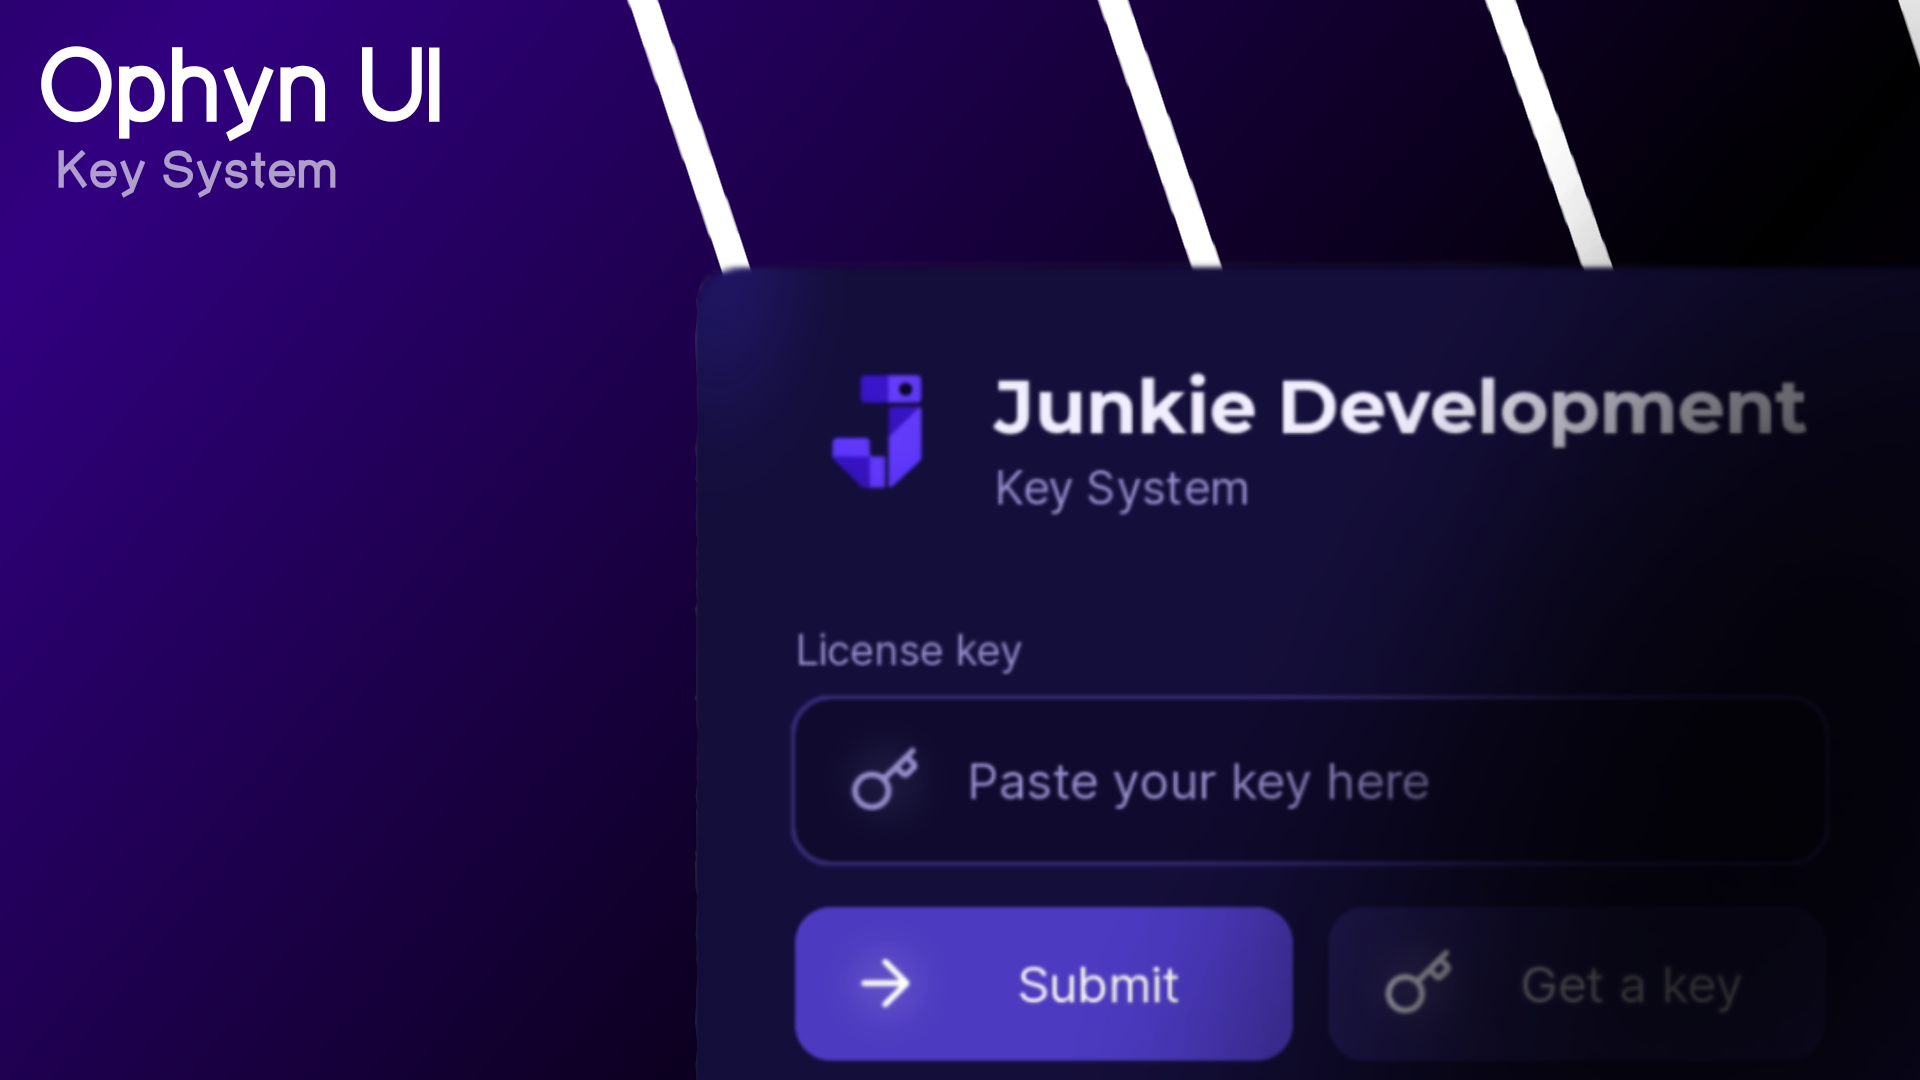 Ophyn UI
Key System
Junkie Development
Key System
License key
Paste your key here
Submit
Get a key